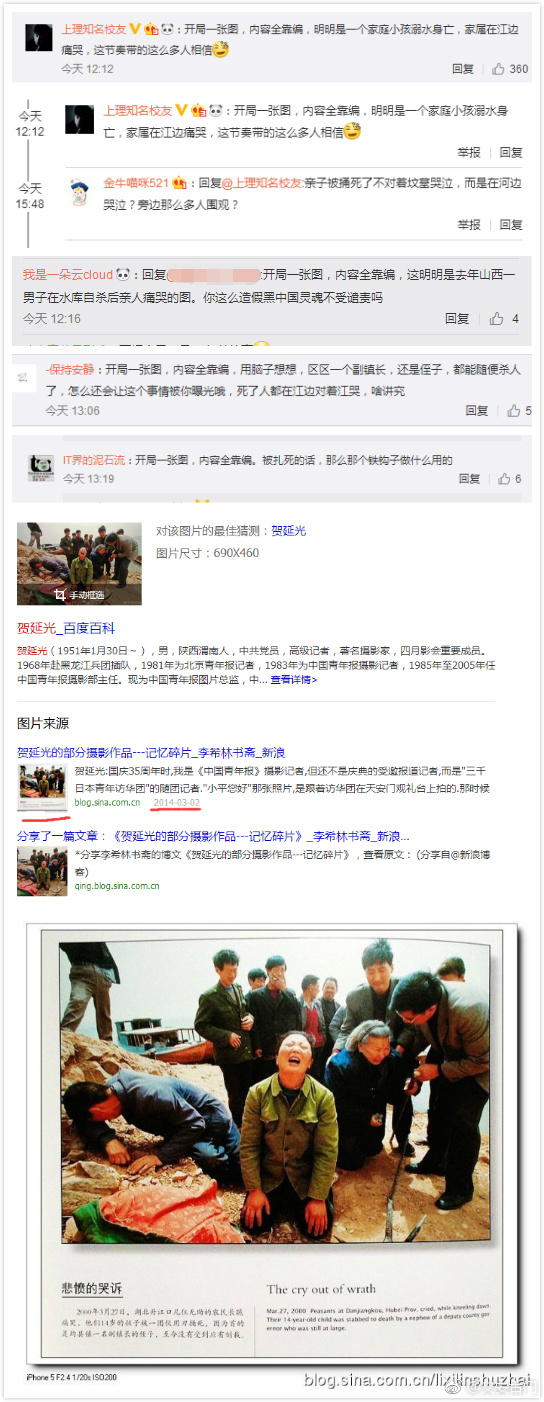 上理知名校友：开局一张图，内容全靠编，明明是一个家庭小孩溺水身亡，家属在江边
痛哭，这节奏带的这么多人相信
今天 12:12
回复 360
今天
12:12
上理知名校友：开局一张图，内容全靠编，明明是一个家庭小孩溺水身
亡，家属在江边痛哭，这节奏带的这么多人相信
举报 回复
今天
15:48
金牛喵咪521：回复@上理知名校友:亲子被捅死了不对着坟墓哭泣，而是在河边
哭泣？旁边那么多人围观？
举报 回复
我是一朵云cloud：回复@ :开局一张图，内容全靠编，这明明是去年山西一
男子在水库自杀后亲人痛哭的图。你这么造假黑中国灵魂不受谴责吗
今天 12:16
回复 4
-保持安静：开局一张图，内容全靠编，用脑子想想，区区一个副镇长，还是侄子，都能随便杀人
了，怎么还会让这个事情被你曝光哦，死了人都在江边对着江哭，啥讲究
今天 13:06
回复 5
IT界的泥石流：开局一张图，内容全靠编。被扎死的话，那么那个铁钩子做什么用的
今天 13:19
回复 6
对该图片的最佳猜测：贺延光
图片尺寸：690X460
手动框选
贺延光_百度百科
贺延光（1951年1月30日～），男，陕西渭南人，中共党员，高级记者，著名摄影家，四月影会重要成员。
1968年赴黑龙江兵团插队，1981年为北京青年报记者，1983年为中国青年报摄影记者，1985年至2005年任
中国青年报摄影部主任。现为中国青年报图片总监，中... 查看详情>
图片来源
贺延光的部分摄影作品---记忆碎片_李希林书斋_新浪
贺延光:国庆35周年时,我是《中国青年报》摄影记者,但还不是庆典的受邀报道记者,而是"三千
日本青年访华团"的随团记者."小平您好"那张照片,是跟着访华团在天安门观礼台上拍的.那时候
blog.sina.com.cn 2014-03-02
分享了一篇文章：《贺延光的部分摄影作品---记忆碎片》_李希林书斋_新浪...
*分享李希林书斋的博文《贺延光的部分摄影作品---记忆碎片》，查看原文： (分享自@新浪博
客)
qing.blog.sina.com.cn
悲愤的哭诉
The cry out of wrath
2000年3月27日，湖北丹江口几位无助的农民长跪
痛哭，他们14岁的孩子被一团伙用刀捅死，因为首的
是均县镇一名副镇长的侄子，至今没有受到应有制裁。
Mar.27, 2000 Peasants at Danjiangkou, Hubei Prov. cried, while kneeling down.
Their 14-year-old child was stabbed to death by a nephew of a deputy county gov-
ernor who was still at large.
iPhone 5 F2.4 1/20s ISO200
blog.sina.com.cn/lixilinshuzhai